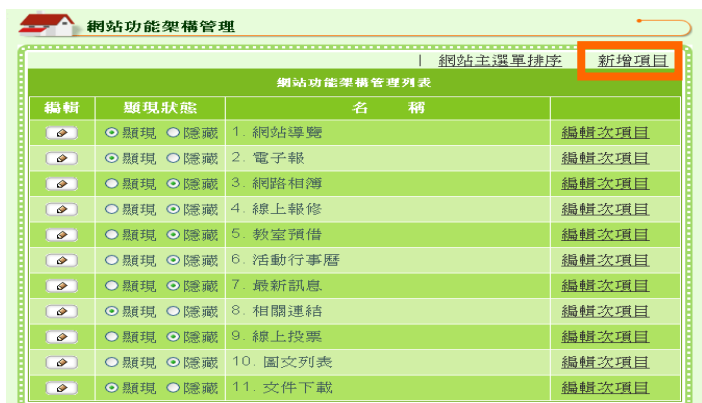 網站功能架構管理
| 網站主選單排序 新增項目
網站功能架構管理列表
編輯 顯現狀態 名 稱
顯現 隱藏 1. 網站導覽 編輯次項目
顯現 隱藏 2. 電子報 編輯次項目
顯現 隱藏 3. 網路相簿 編輯次項目
顯現 隱藏 4. 線上報修 編輯次項目
顯現 隱藏 5. 教室預借 編輯次項目
顯現 隱藏 6. 活動行事曆 編輯次項目
顯現 隱藏 7. 最新訊息 編輯次項目
顯現 隱藏 8. 相關連結 編輯次項目
顯現 隱藏 9. 線上投票 編輯次項目
顯現 隱藏 10. 圖文列表 編輯次項目
顯現 隱藏 11. 文件下載 編輯次項目